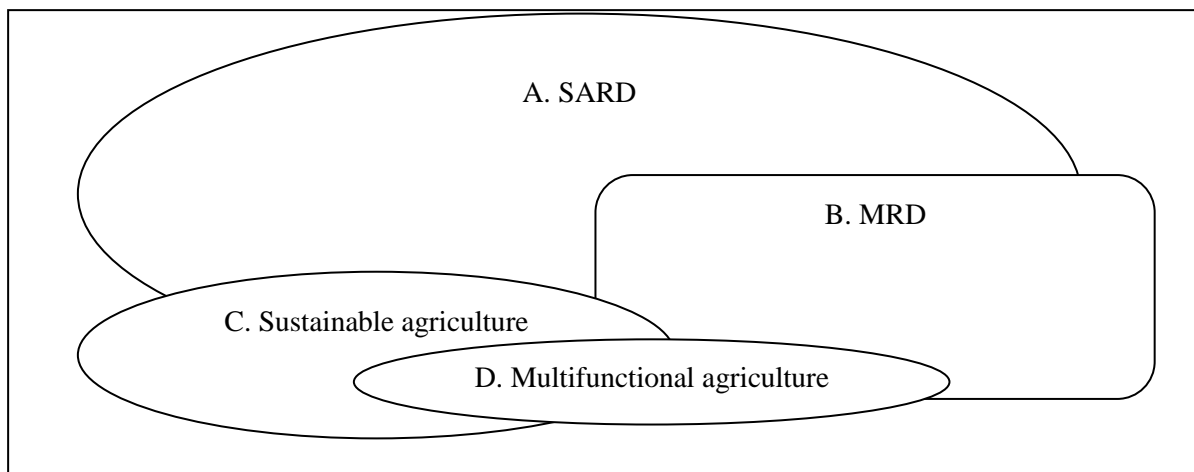 A. SARD
B. MRD
C. Sustainable agriculture
D. Multifunctional agriculture